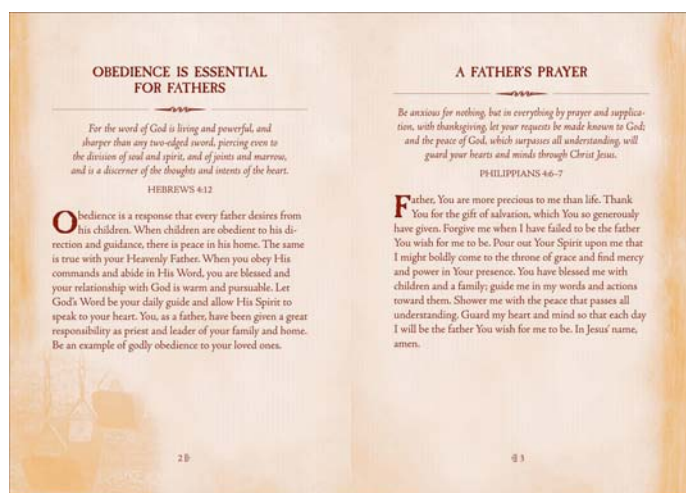 OBEDIENCE IS ESSENTIAL
FOR FATHERS
For the word of God is living and powerful, and
sharper than any two-edged sword, piercing even to
the division of soul and spirit, and of joints and marrow,
and is a discerner of the thoughts and intents of the heart.
HEBREWS 4:12
Obedience is a response that every father desires from
his children. When children are obedient to his di-
rection and guidance, there is peace in his home. The same
is true with your Heavenly Father. When you obey His
commands and abide in His Word, you are blessed and
your relationship with God is warm and pursuable. Let
God's Word be your daily guide and allow His Spirit to
speak to your heart. You, as a father, have been given a great
responsibility as priest and leader of your family and home.
Be an example of godly obedience to your loved ones.
2
A FATHER'S PRAYER
Be anxious for nothing, but in everything by prayer and supplica-
tion, with thanksgiving, let your requests be made known to God;
and the peace of God, which surpasses all understanding, will
guard your hearts and minds through Christ Jesus.
PHILIPPIANS 4:6–7
Father, You are more precious to me than life. Thank
You for the gift of salvation, which You so generously
have given. Forgive me when I have failed to be the father
You wish for me to be. Pour out Your Spirit upon me that
I might boldly come to the throne of grace and find mercy
and power in Your presence. You have blessed me with
children and a family; guide me in my words and actions
toward them. Shower me with the peace that passes all
understanding. Guard my heart and mind so that each day
I will be the father You wish for me to be. In Jesus' name,
amen.
3